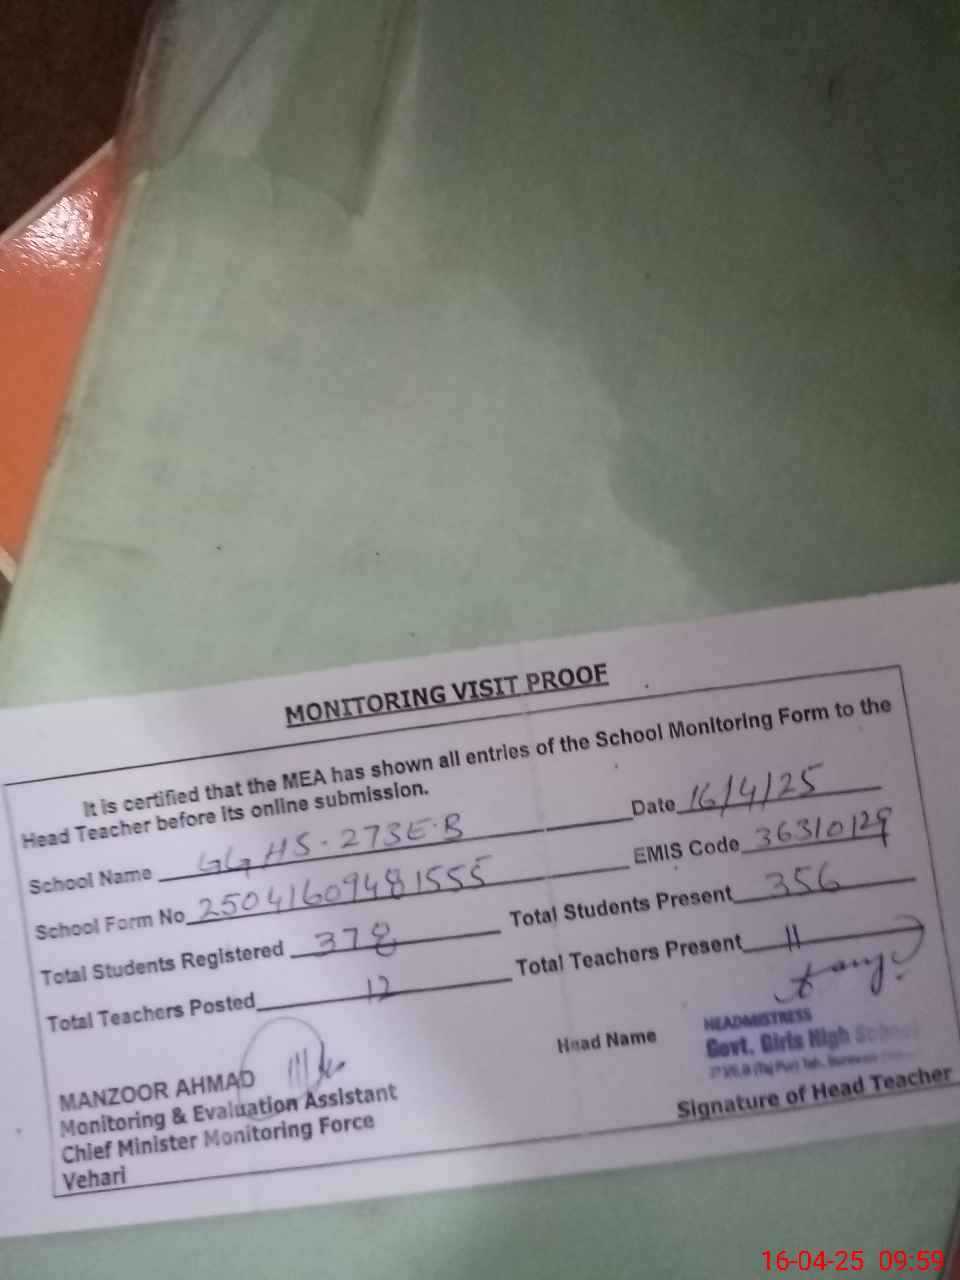 MONITORING VISIT PROOF
It is certified that the MEA has shown all entries of the School Monitoring Form to the
Head Teacher before its online submission.
School Name GGHS-273E.B Date 16/4/25
School Form No 2504160948 1555 EMIS Code 36310129
Total Students Registered 378 Total Students Present 356
Total Teachers Posted 12 Total Teachers Present 11
Head Name
HEADMISTRESS
Govt. Girls High School
MANZOOR AHMAD
Monitoring & Evaluation Assistant
Chief Minister Monitoring Force
Vehari
Signature of Head Teacher
16-04-25 09:59